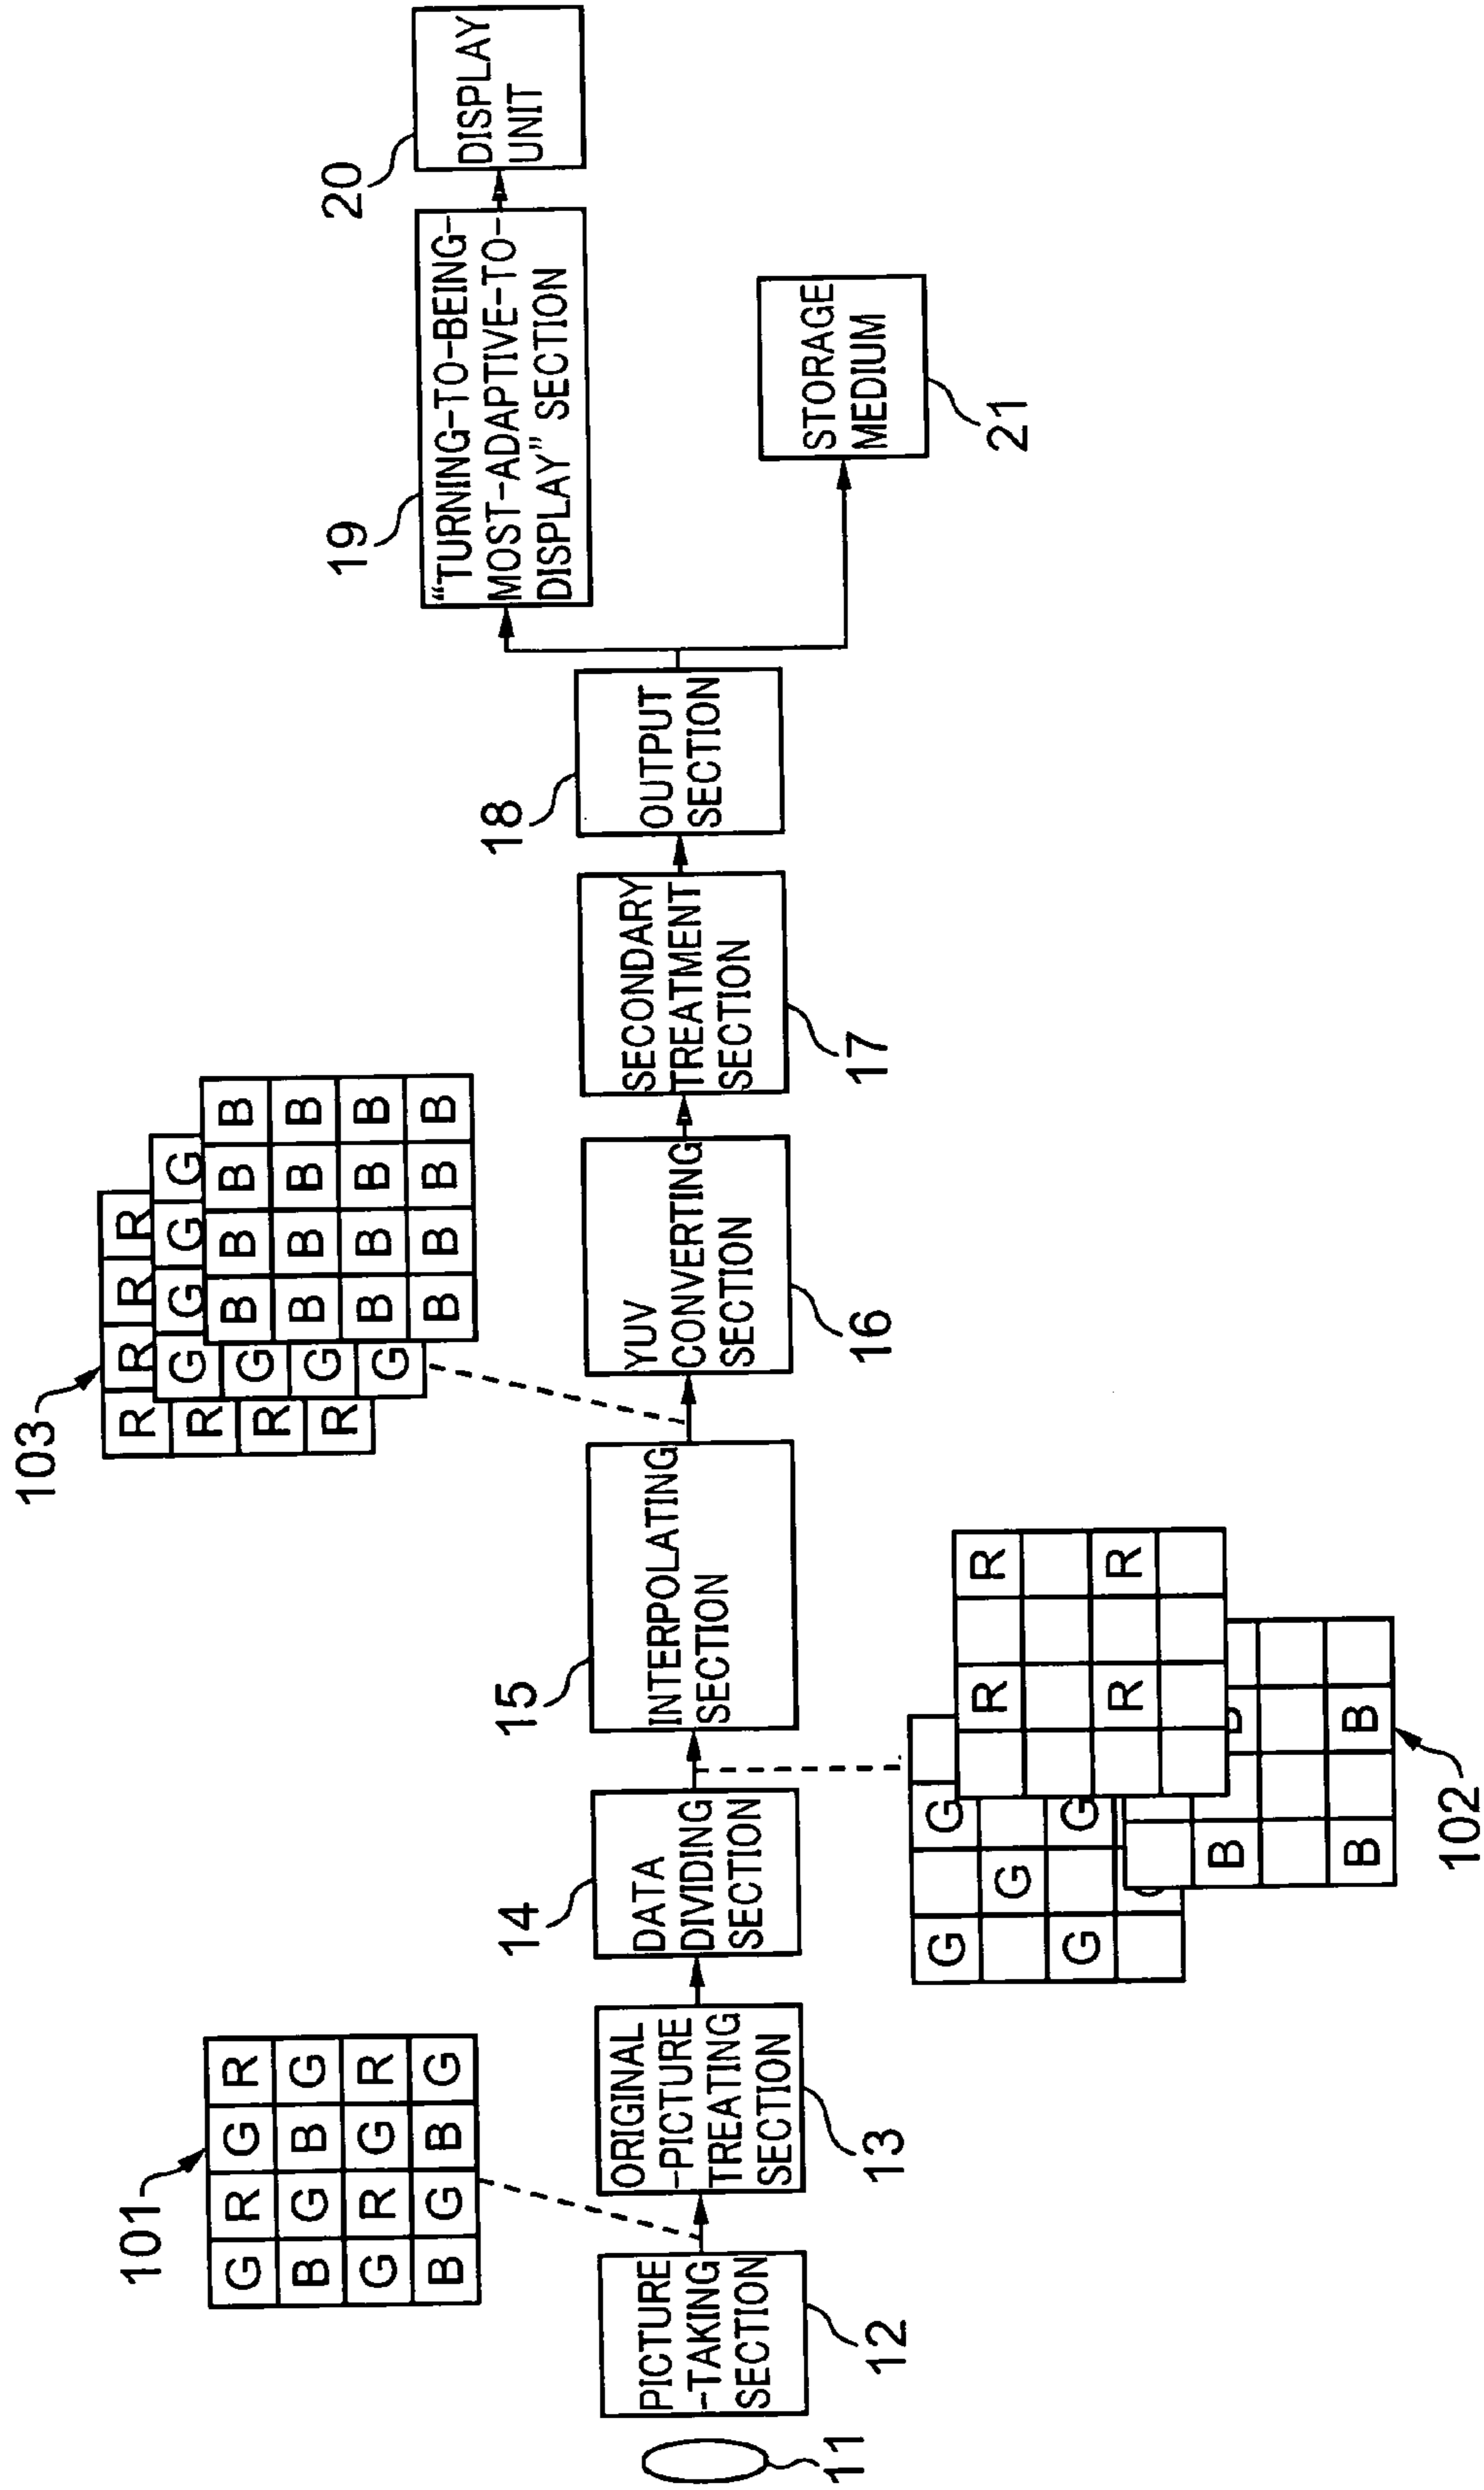 103
R R R R
R G G G G
R G B B B B
R G B B B B
G B B B B
B B B B
101
G R G R
B G B G
G R G R
B G B G
11
PICTURE
-TAKING
SECTION
12
ORIGINAL
-PICTURE
TREATING
SECTION
13
14
DATA
DIVIDING
SECTION
15
INTERPOLATING
SECTION
YUV
CONVERTING
SECTION
16
SECONDARY
TREATMENT
SECTION
17
18
OUTPUT
SECTION
19
“TURNING-TO-BEING-
MOST-ADAPTIVE-TO-
DISPLAY” SECTION
20
DISPLAY
UNIT
STORAGE
MEDIUM
21
G G
R R
G
G G
R R
B
B B
102